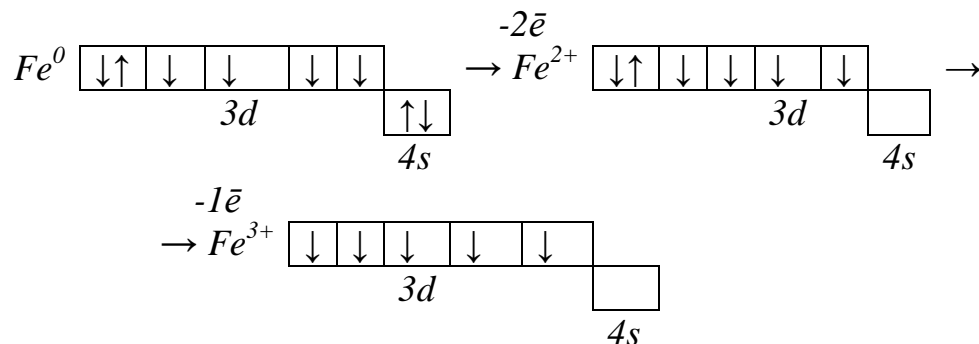 -2ē
Fe⁰ ↓↑ ↓ ↓ ↓ ↓ → Fe²⁺ ↓↑ ↓ ↓ ↓ ↓ →
3d ↑↓ 3d
4s 4s
-1ē
→ Fe³⁺ ↓ ↓ ↓ ↓ ↓
3d
4s